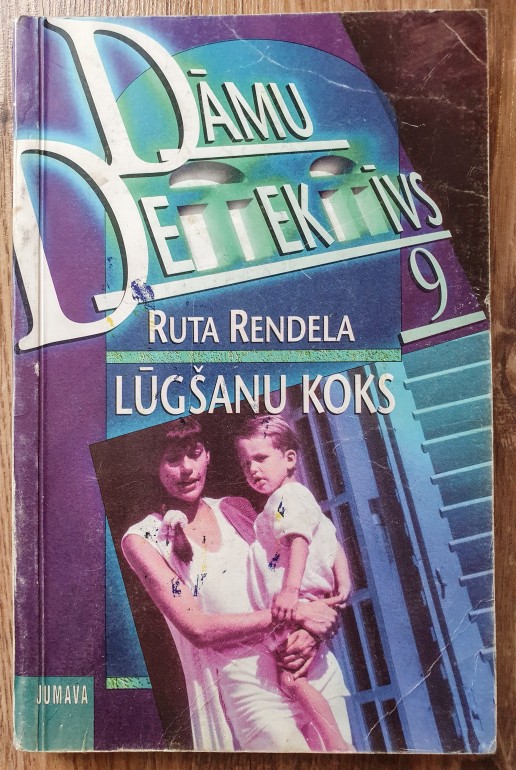 DĀMU
DETEKTĪVS
9
RUTA RENDELA
LŪGŠANU KOKS
JUMAVA